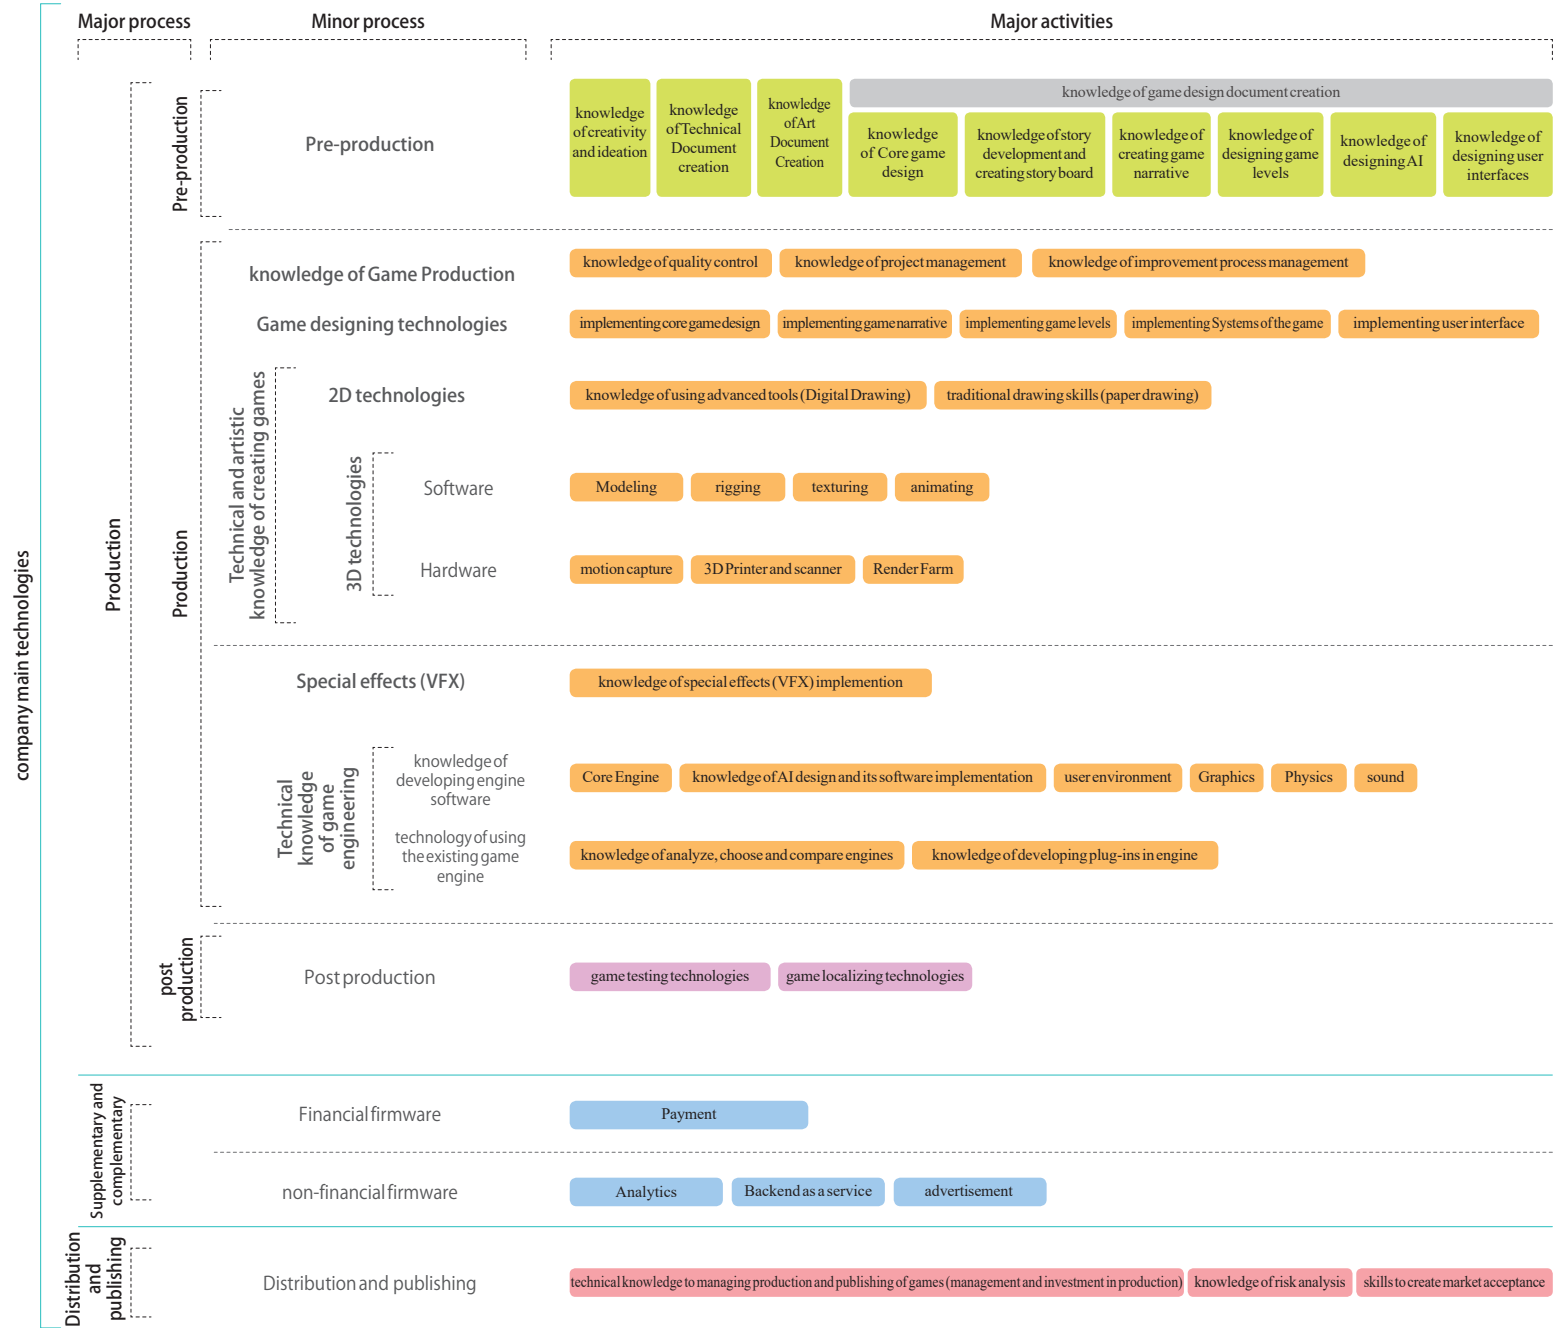 Major process
Minor process
Major activities
company main technologies
Production
Pre-production
Pre-production
knowledge
of creativity
and ideation
knowledge
of Technical
Document
creation
knowledge
of Art
Document
Creation
knowledge of game design document creation
knowledge
of Core game
design
knowledge of story
development and
creating story board
knowledge of
creating game
narrative
knowledge of
designing game
levels
knowledge of
designing AI
knowledge of
designing user
interfaces
Production
knowledge of Game Production
knowledge of quality control
knowledge of project management
knowledge of improvement process management
Game designing technologies
implementing core game design
implementing game narrative
implementing game levels
implementing Systems of the game
implementing user interface
Technical and artistic
knowledge of creating games
2D technologies
knowledge of using advanced tools (Digital Drawing)
traditional drawing skills (paper drawing)
3D technologies
Software
Modeling
rigging
texturing
animating
Hardware
motion capture
3D Printer and scanner
Render Farm
Special effects (VFX)
knowledge of special effects (VFX) implemention
Technical
knowledge
of game
engineering
knowledge of
developing engine
software
Core Engine
knowledge of AI design and its software implementation
user environment
Graphics
Physics
sound
technology of using
the existing game
engine
knowledge of analyze, choose and compare engines
knowledge of developing plug-ins in engine
post
production
Post production
game testing technologies
game localizing technologies
Supplementary and
complementary
Financial firmware
Payment
non-financial firmware
Analytics
Backend as a service
advertisement
Distribution
and
publishing
Distribution and publishing
technical knowledge to managing production and publishing of games (management and investment in production)
knowledge of risk analysis
skills to create market acceptance